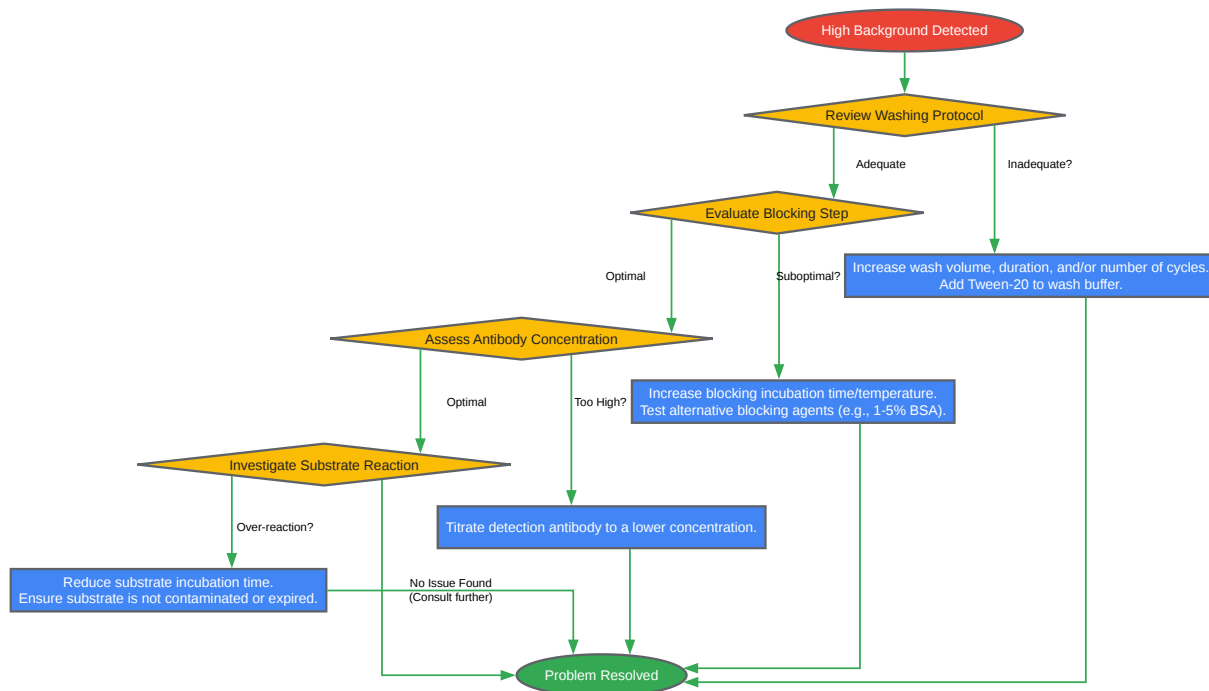 High Background Detected
Review Washing Protocol
Adequate
Inadequate?
Evaluate Blocking Step
Increase wash volume, duration, and/or number of cycles.
Add Tween-20 to wash buffer.
Optimal
Suboptimal?
Assess Antibody Concentration
Increase blocking incubation time/temperature.
Test alternative blocking agents (e.g., 1-5% BSA).
Optimal
Too High?
Investigate Substrate Reaction
Titrate detection antibody to a lower concentration.
Over-reaction?
Reduce substrate incubation time.
Ensure substrate is not contaminated or expired.
No Issue Found
(Consult further)
Problem Resolved